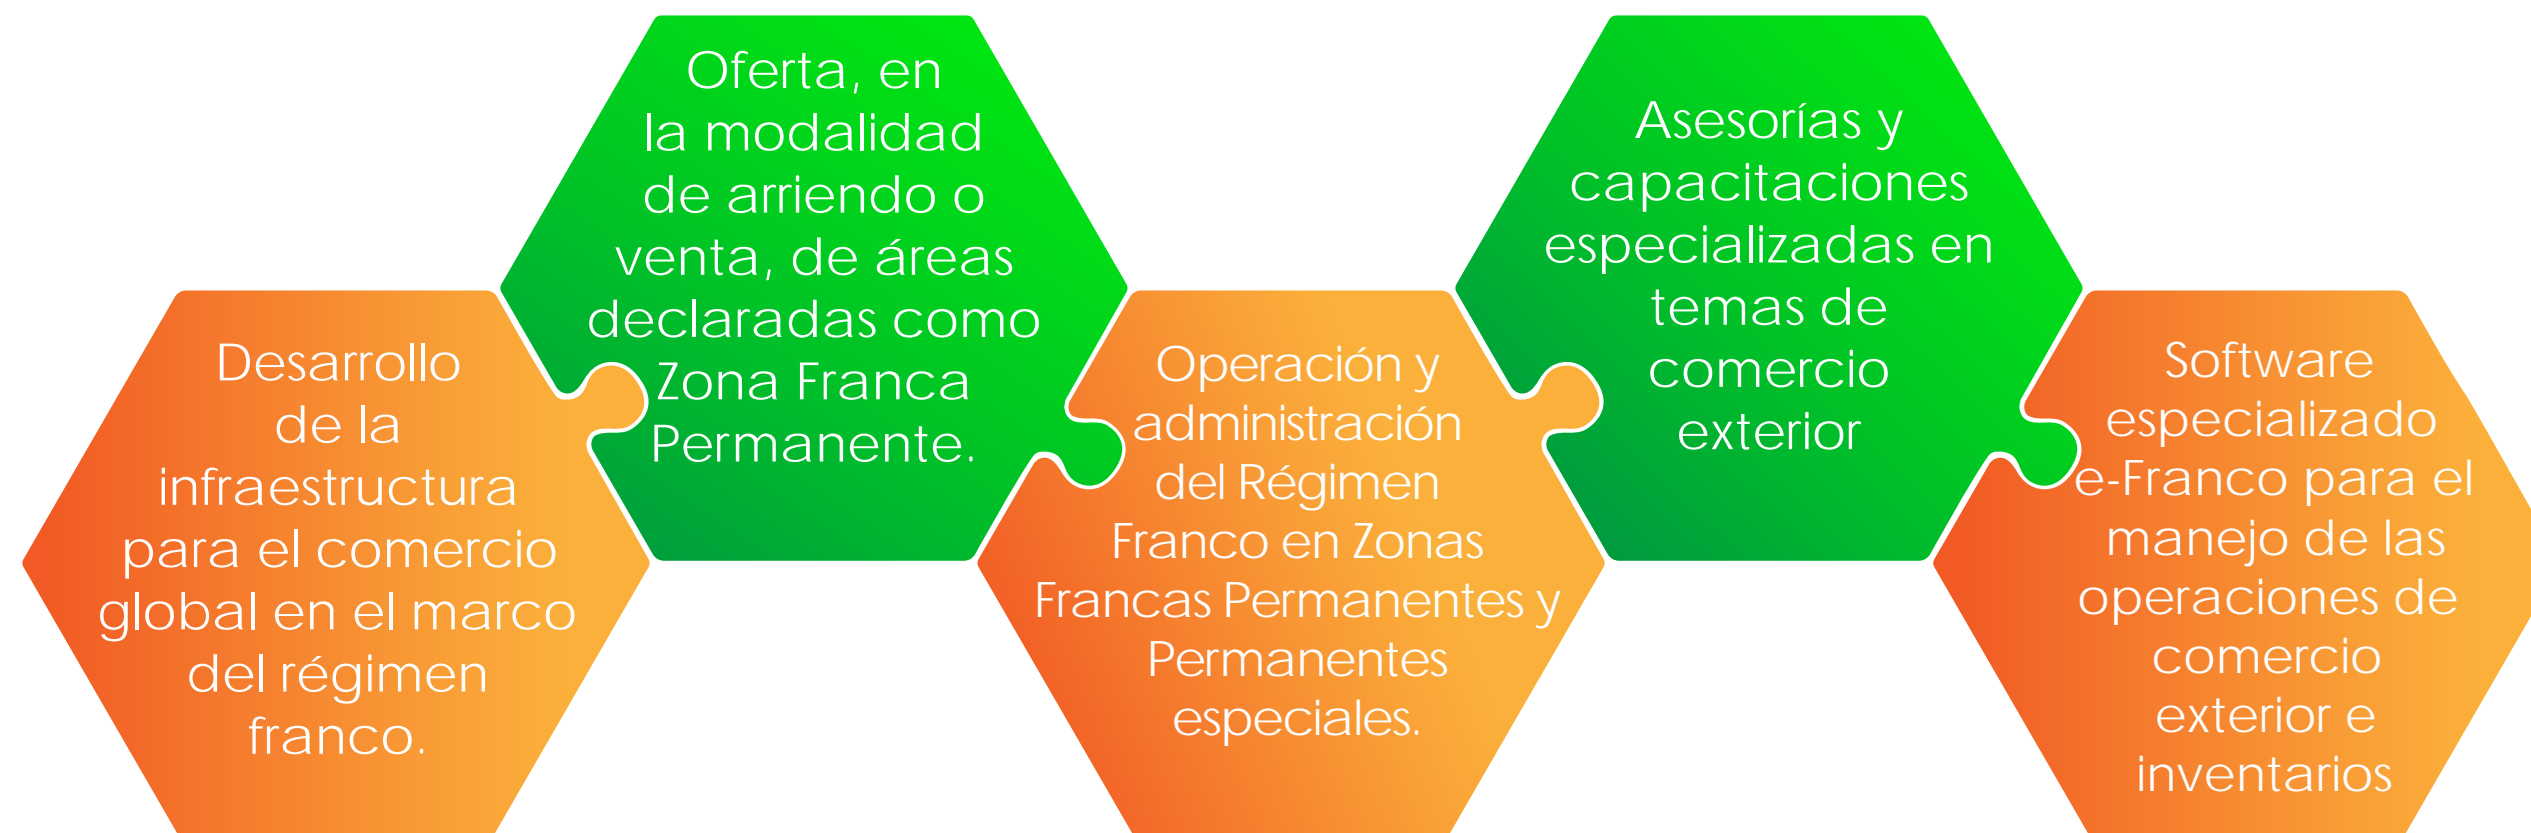 Desarrollo
de la
infraestructura
para el comercio
global en el marco
del régimen
franco.
Oferta, en
la modalidad
de arriendo o
venta, de áreas
declaradas como
Zona Franca
Permanente.
Operación y
administración
del Régimen
Franco en Zonas
Francas Permanentes y
Permanentes
especiales.
Asesorías y
capacitaciones
especializadas en
temas de
comercio
exterior
Software
especializado
e-Franco para el
manejo de las
operaciones de
comercio
exterior e
inventarios